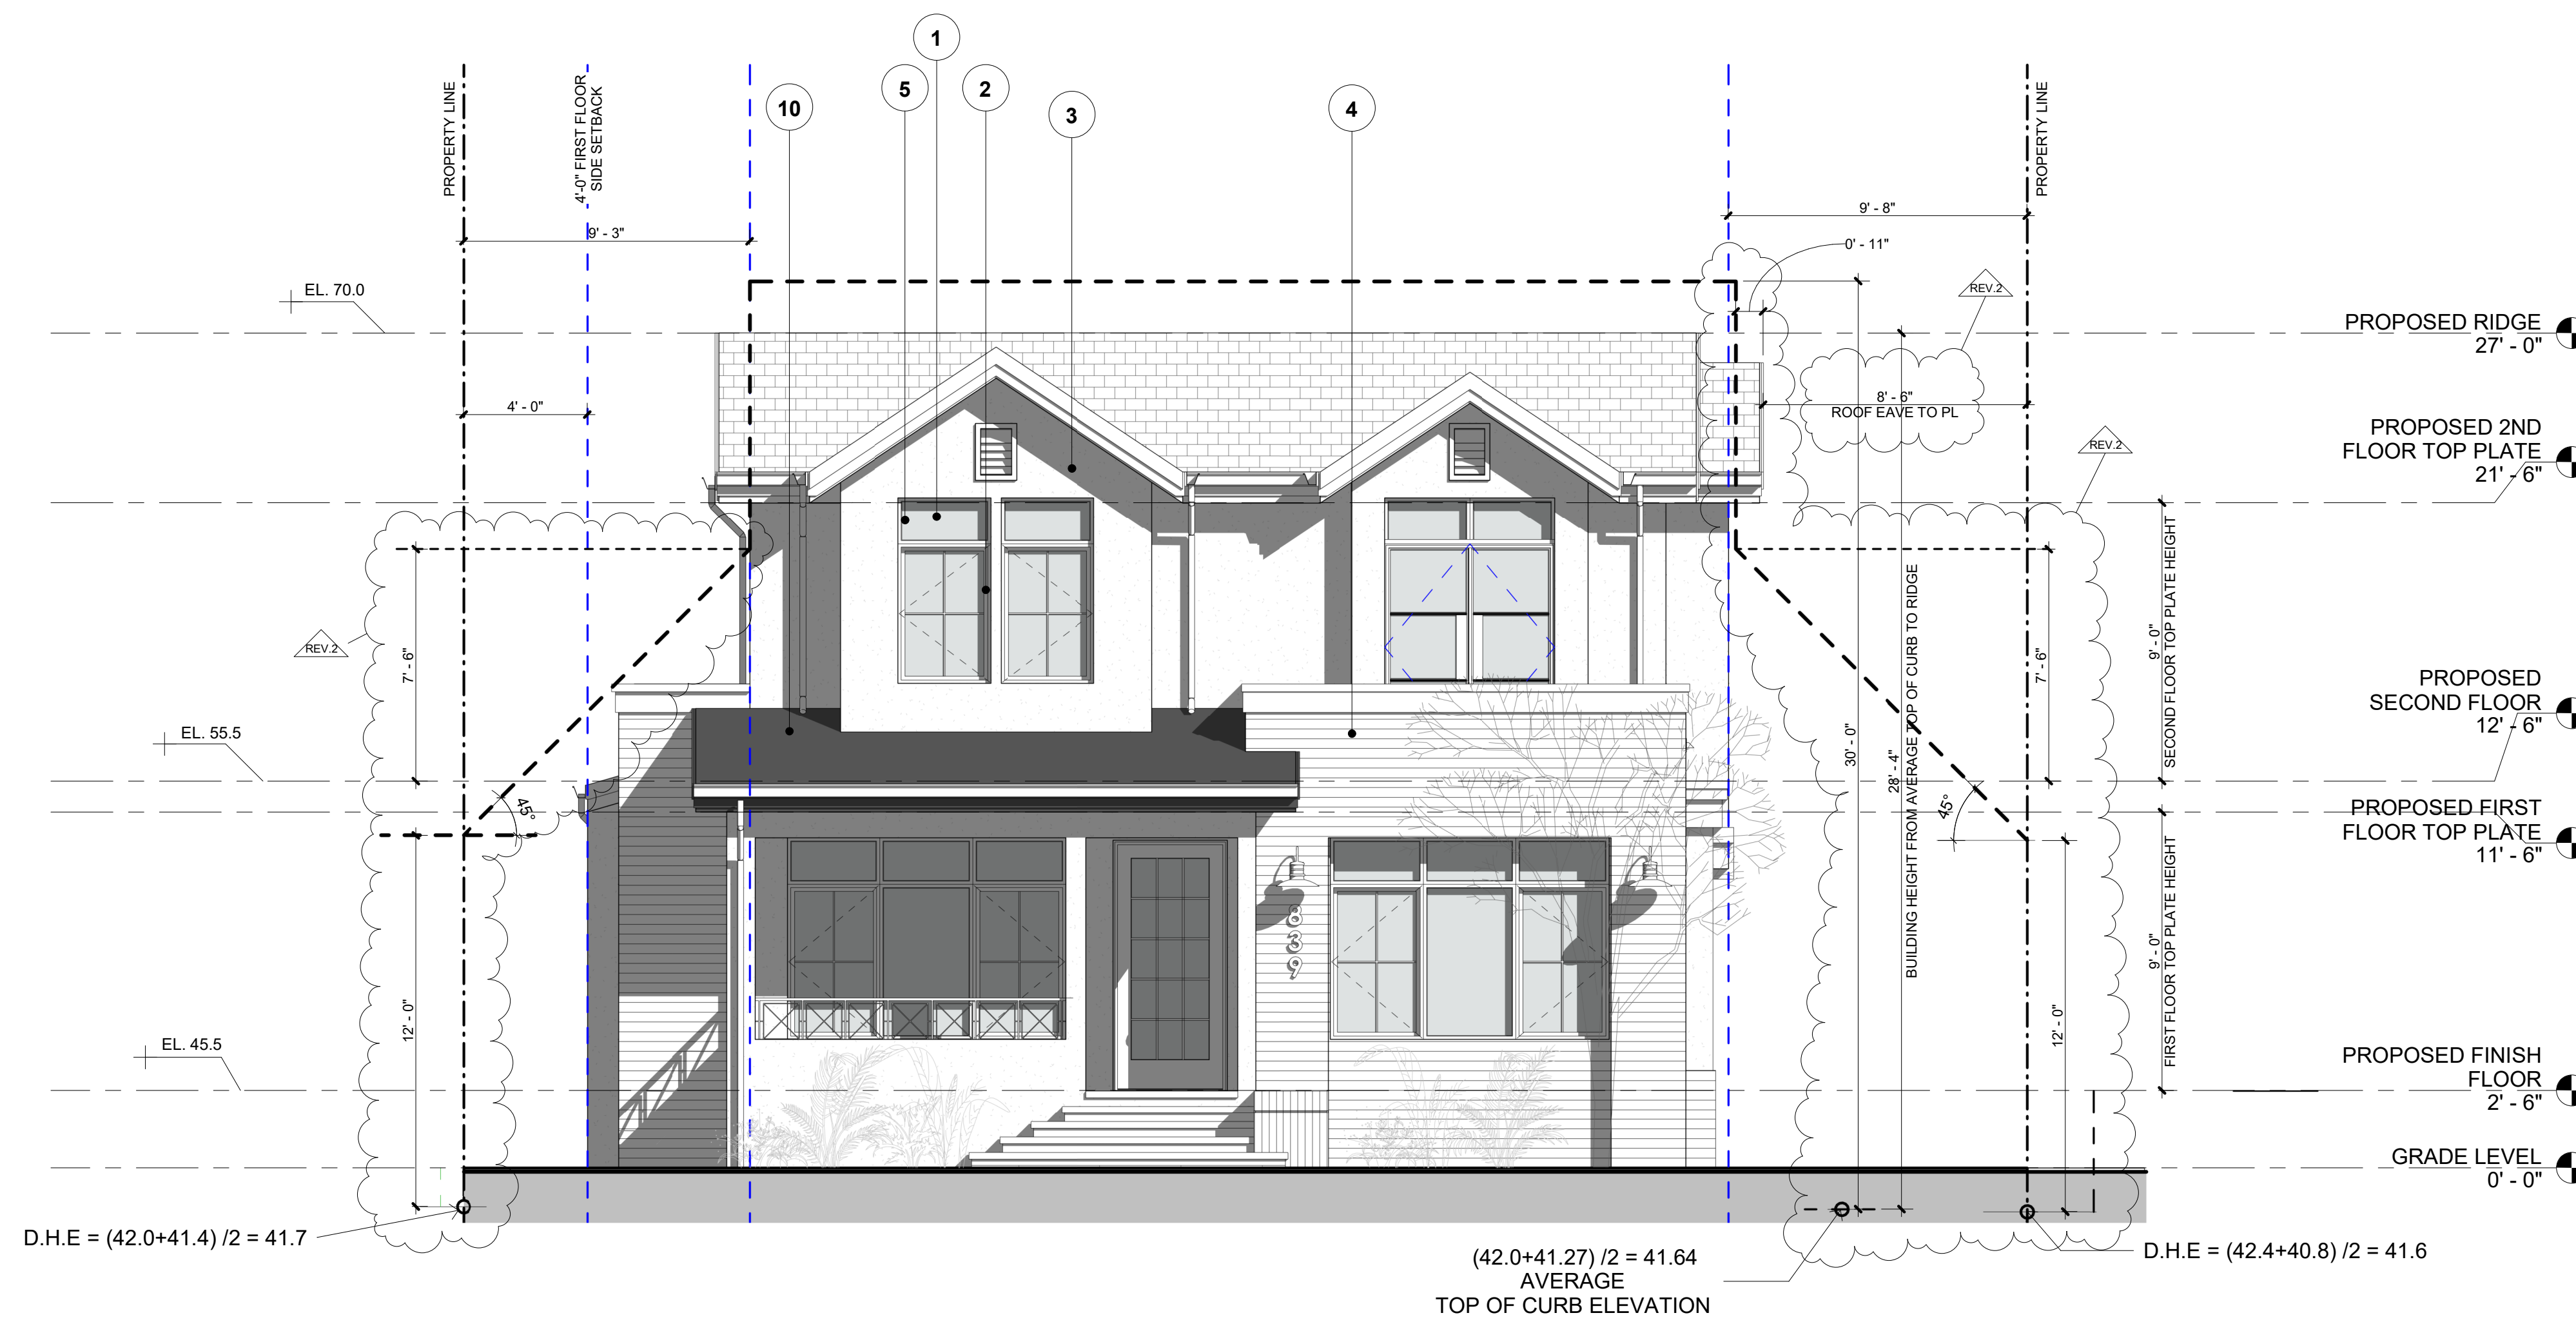 1
5
2
10
3
4
PROPERTY LINE
4'-0" FIRST FLOOR
SIDE SETBACK
PROPERTY LINE
9' - 3"
9' - 8"
0' - 11"
EL. 70.0
REV.2
PROPOSED RIDGE
27' - 0"
4' - 0"
8' - 6"
ROOF EAVE TO PL
REV.2
PROPOSED 2ND
FLOOR TOP PLATE
21' - 6"
REV.2
7' - 6"
30' - 0"
28' - 4"
BUILDING HEIGHT FROM AVERAGE TOP OF CURB TO RIDGE
7' - 6"
9' - 0"
SECOND FLOOR TOP PLATE HEIGHT
PROPOSED
SECOND FLOOR
12' - 6"
EL. 55.5
45°
45°
PROPOSED FIRST
FLOOR TOP PLATE
11' - 6"
839
12' - 0"
12' - 0"
9' - 0"
FIRST FLOOR TOP PLATE HEIGHT
EL. 45.5
PROPOSED FINISH
FLOOR
2' - 6"
GRADE LEVEL
0' - 0"
D.H.E = (42.0+41.4) /2 = 41.7
(42.0+41.27) /2 = 41.64
AVERAGE
TOP OF CURB ELEVATION
D.H.E = (42.4+40.8) /2 = 41.6